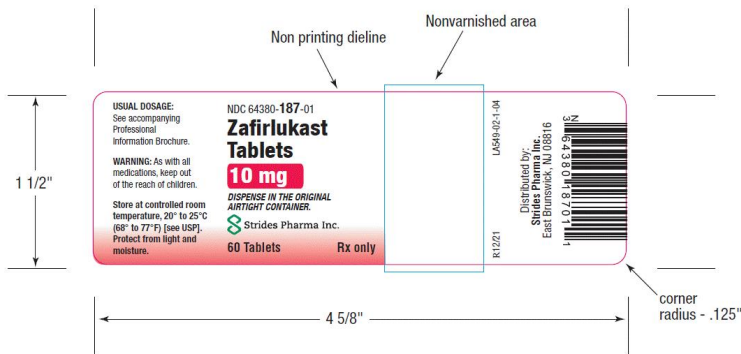 Nonvarnished area
Non printing dieline
1 1/2"
USUAL DOSAGE:
See accompanying
Professional
Information Brochure.
WARNING: As with all
medications, keep out
of the reach of children.
Store at controlled room
temperature, 20° to 25°C
(68° to 77°F) [see USP].
Protect from light and
moisture.
NDC 64380-187-01
Zafirlukast
Tablets
10 mg
DISPENSE IN THE ORIGINAL
AIRTIGHT CONTAINER.
Strides Pharma Inc.
60 Tablets Rx only
R12/21 LA549-02-1-04
Distributed by:
Strides Pharma Inc.
East Brunswick, NJ 08816
N
3 64380 18701 1
corner
radius - .125"
4 5/8"